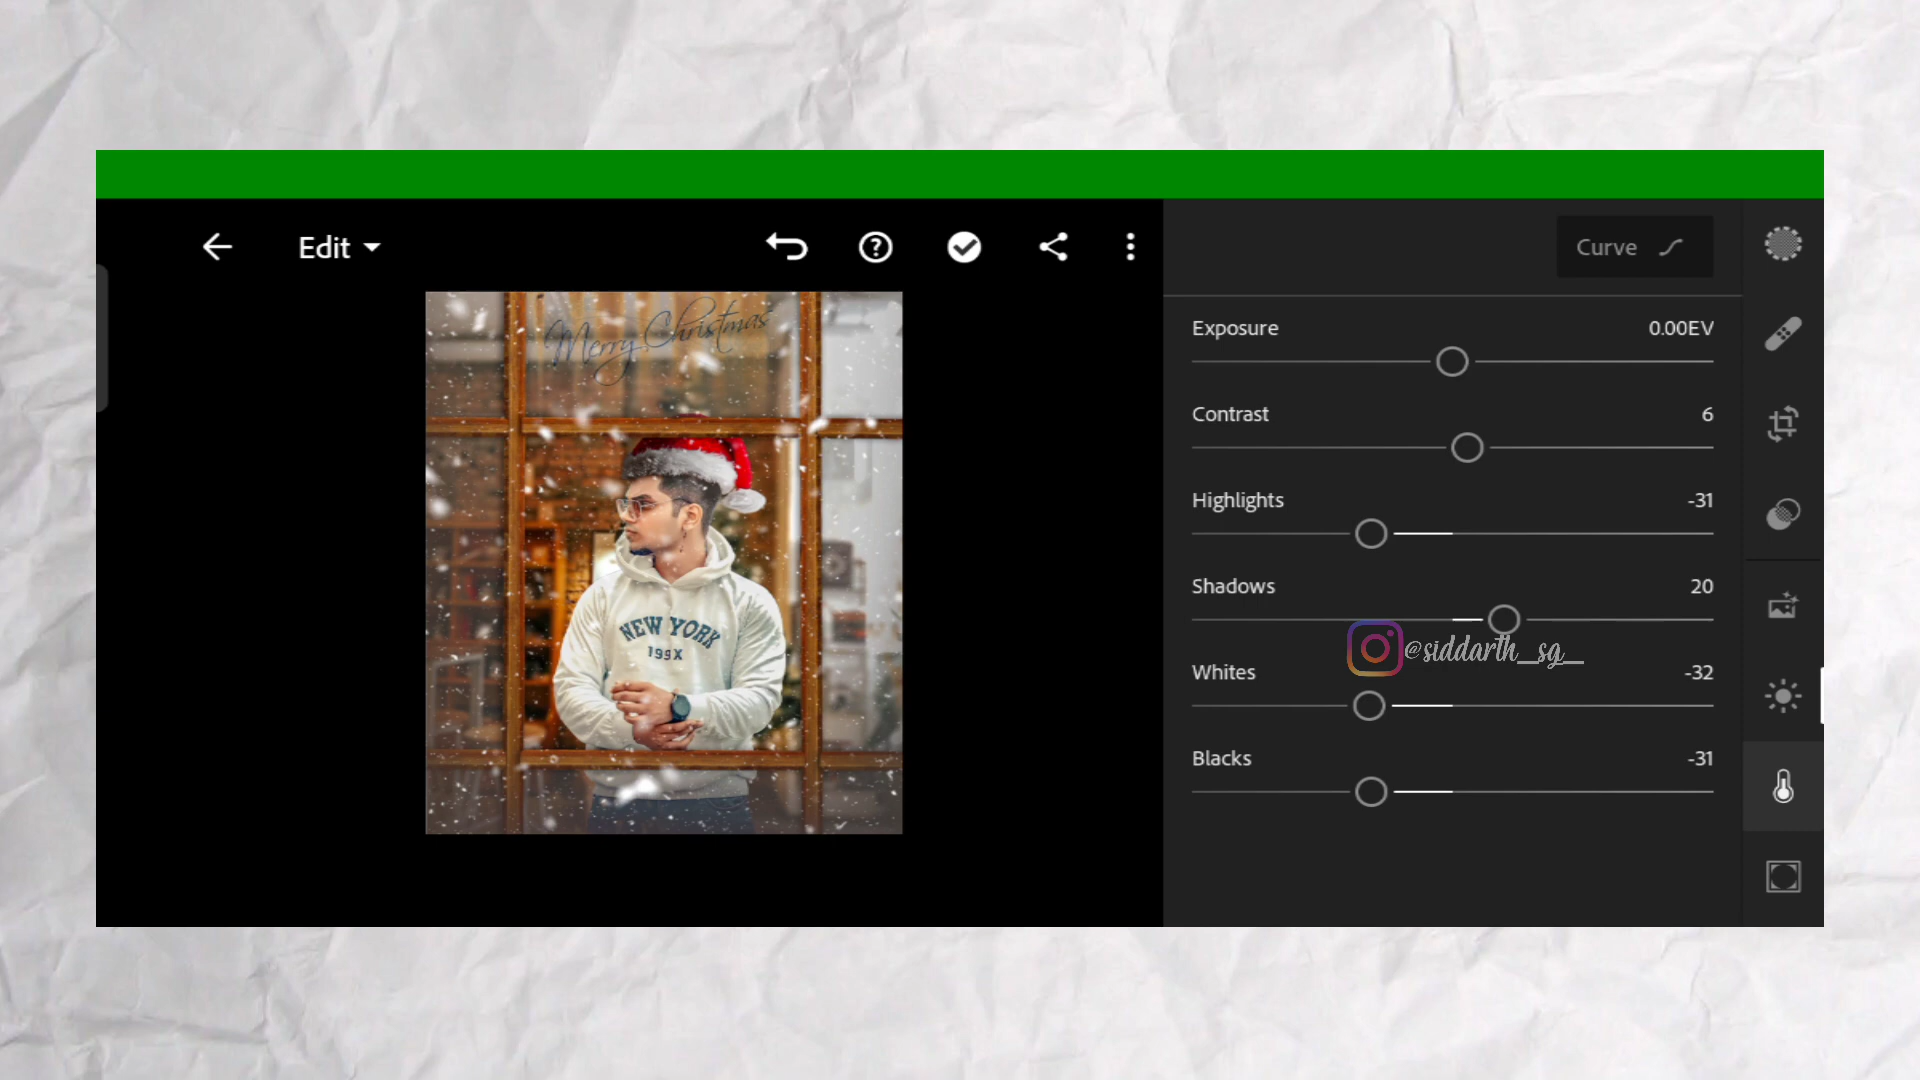 Edit
Curve
Merry Christmas
NEW YORK
199X
Exposure 0.00EV
Contrast 6
Highlights -31
Shadows 20
@siddarth_sg_
Whites -32
Blacks -31